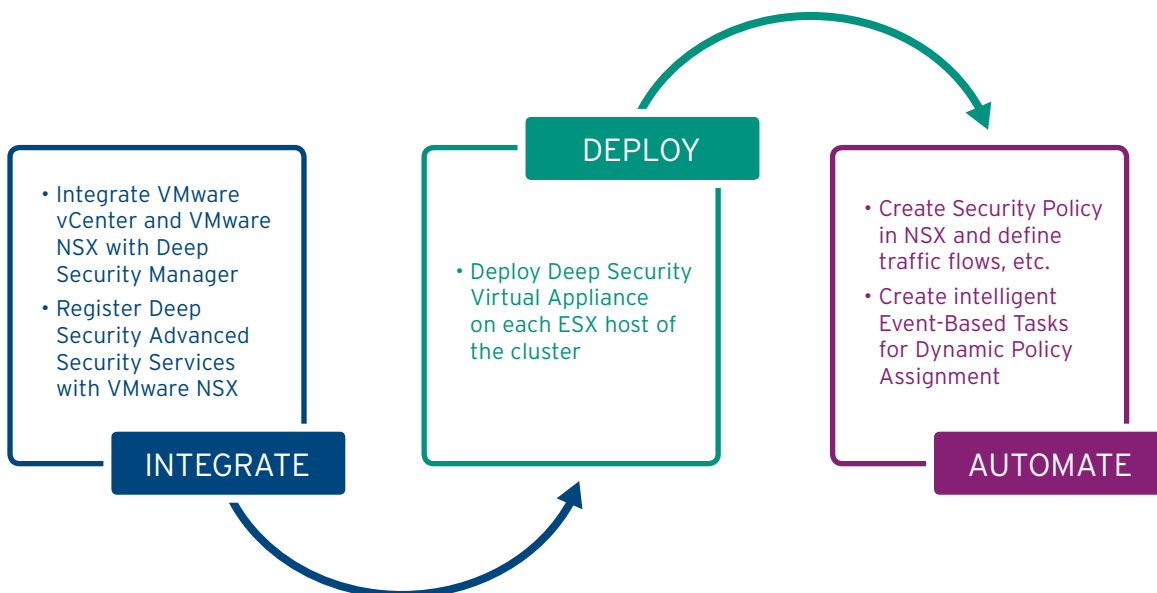 • Integrate VMware
vCenter and VMware
NSX with Deep
Security Manager
• Register Deep
Security Advanced
Security Services
with VMware NSX
INTEGRATE
DEPLOY
• Deploy Deep Security
Virtual Appliance
on each ESX host of
the cluster
• Create Security Policy
in NSX and define
traffic flows, etc.
• Create intelligent
Event-Based Tasks
for Dynamic Policy
Assignment
AUTOMATE